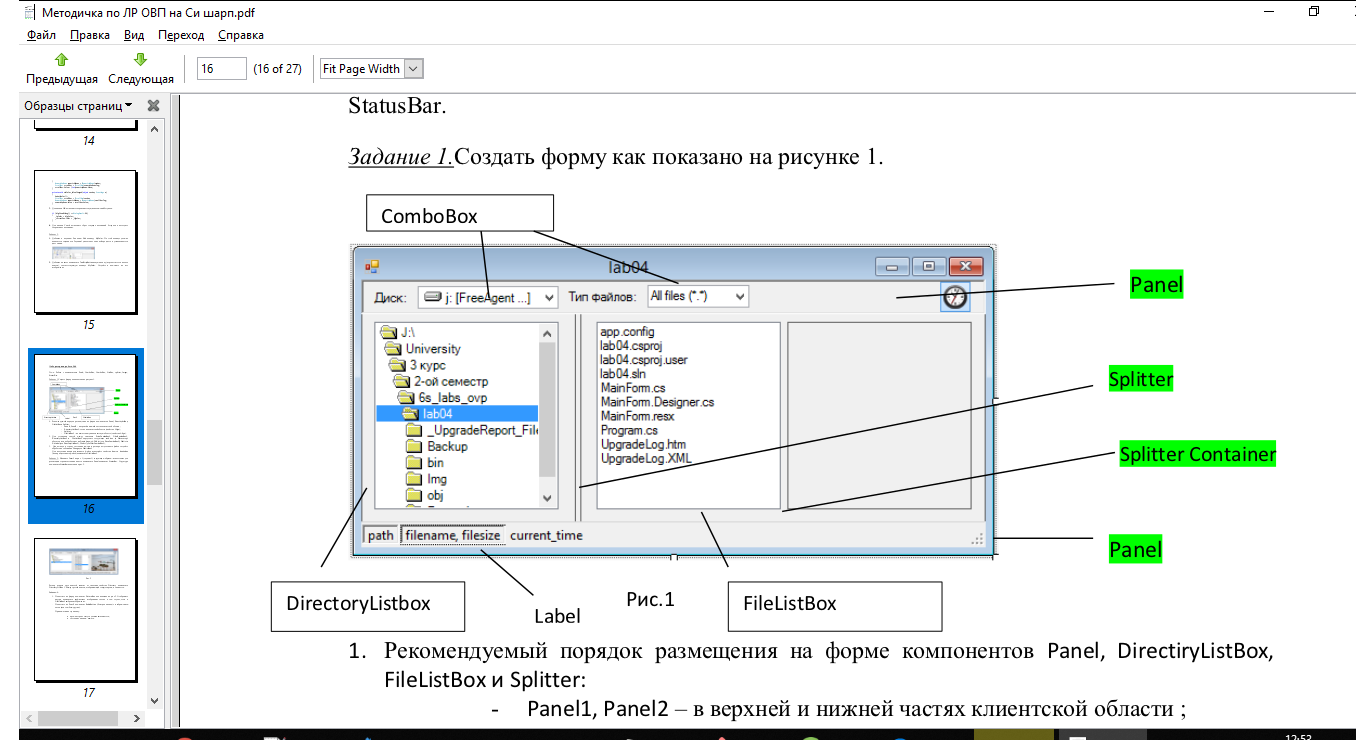 Методичка по ЛР ОВП на Си шарп.pdf
Файл Правка Вид Переход Справка
Предыдущая Следующая 16 (16 of 27) Fit Page Width
Образцы страниц
14
15
16
17
StatusBar.
Задание 1.Создать форму как показано на рисунке 1.
ComboBox
lab04
Диск: j: [FreeAgent ...] Тип файлов: All files (*.*)
Panel
J:\
University
3 курс
2-ой семестр
6s_labs_ovp
lab04
_UpgradeReport_File
Backup
bin
Img
obj
app.config
lab04.csproj
lab04.csproj.user
lab04.sln
MainForm.cs
MainForm.Designer.cs
MainForm.resx
Program.cs
UpgradeLog.htm
UpgradeLog.XML
Splitter
Splitter Container
path filename, filesize current_time
Panel
DirectoryListbox
Label
Рис.1
FileListBox
1. Рекомендуемый порядок размещения на форме компонентов Panel, DirectiryListBox,
FileListBox и Splitter:
- Panel1, Panel2 – в верхней и нижней частях клиентской области ;
12:53